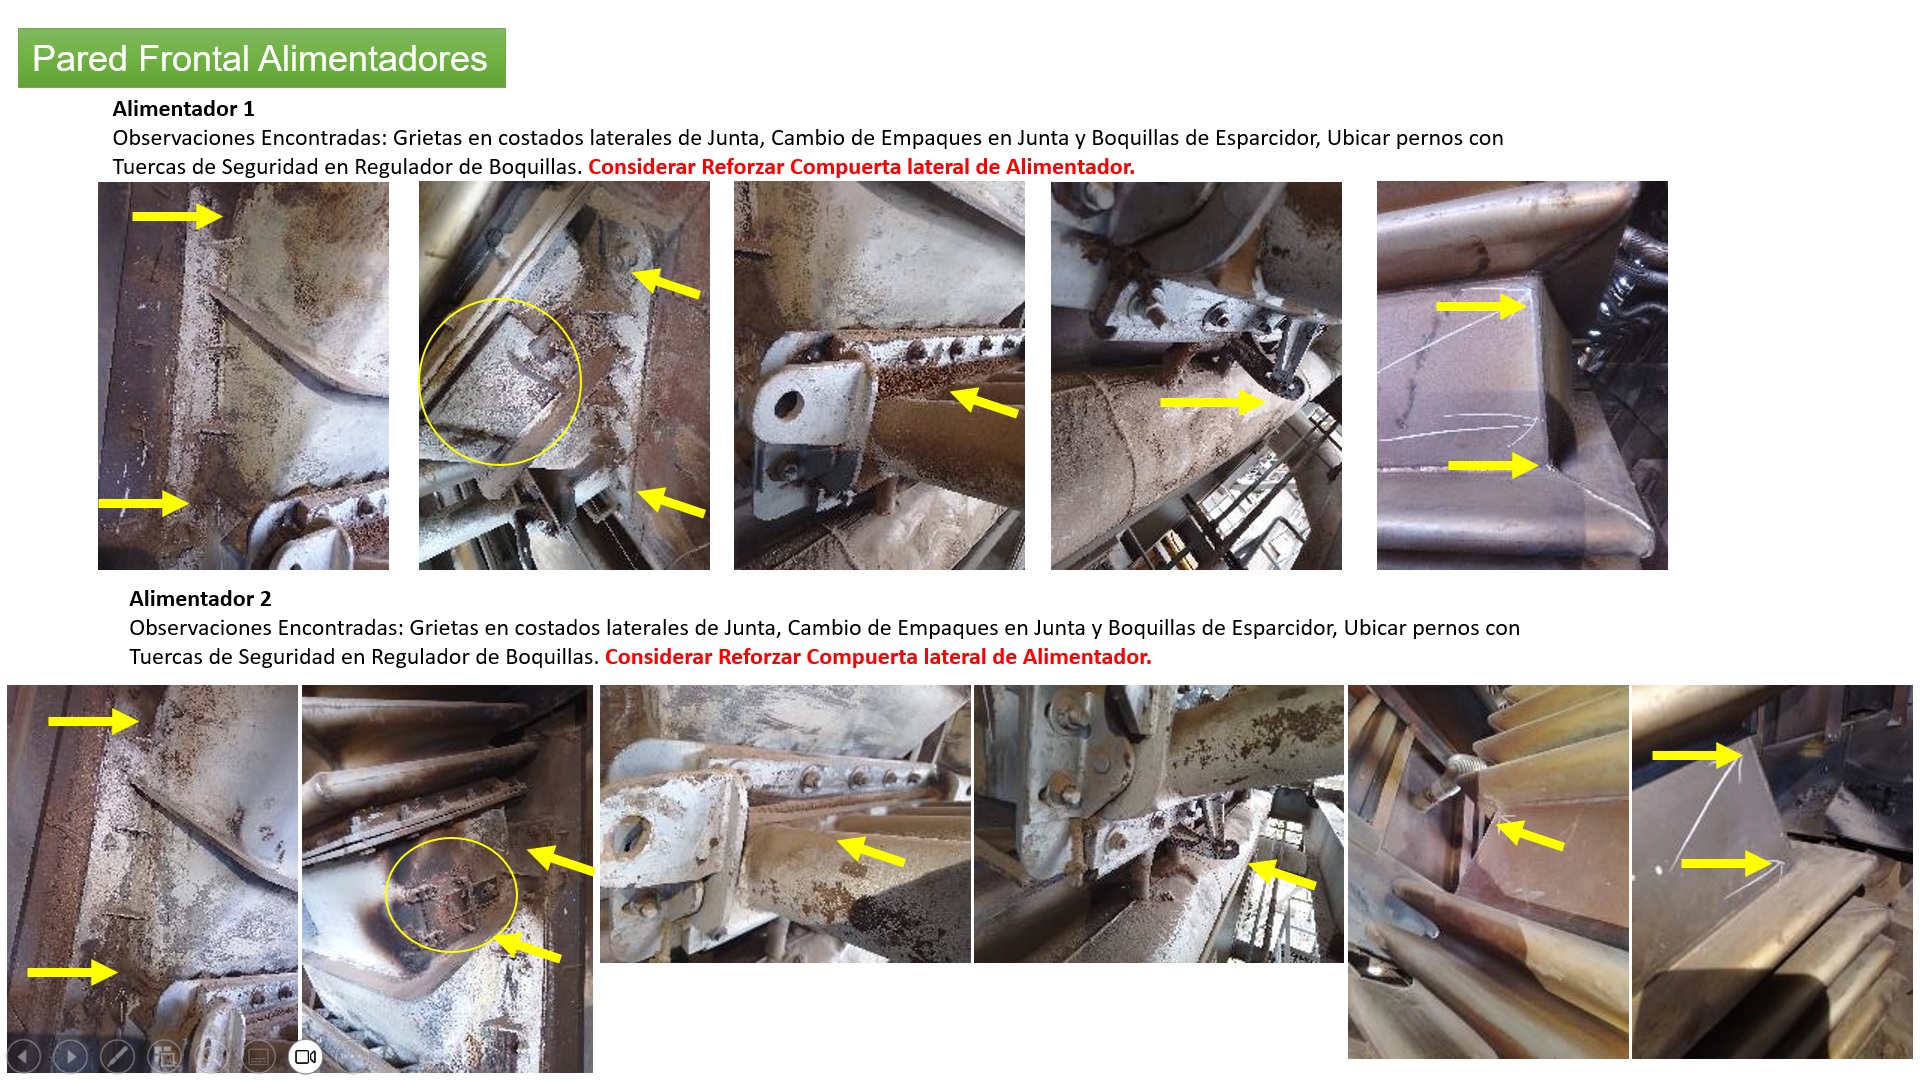 Pared Frontal Alimentadores
Alimentador 1
Observaciones Encontradas: Grietas en costados laterales de Junta, Cambio de Empaques en Junta y Boquillas de Esparcidor, Ubicar pernos con
Tuercas de Seguridad en Regulador de Boquillas. Considerar Reforzar Compuerta lateral de Alimentador.
Alimentador 2
Observaciones Encontradas: Grietas en costados laterales de Junta, Cambio de Empaques en Junta y Boquillas de Esparcidor, Ubicar pernos con
Tuercas de Seguridad en Regulador de Boquillas. Considerar Reforzar Compuerta lateral de Alimentador.